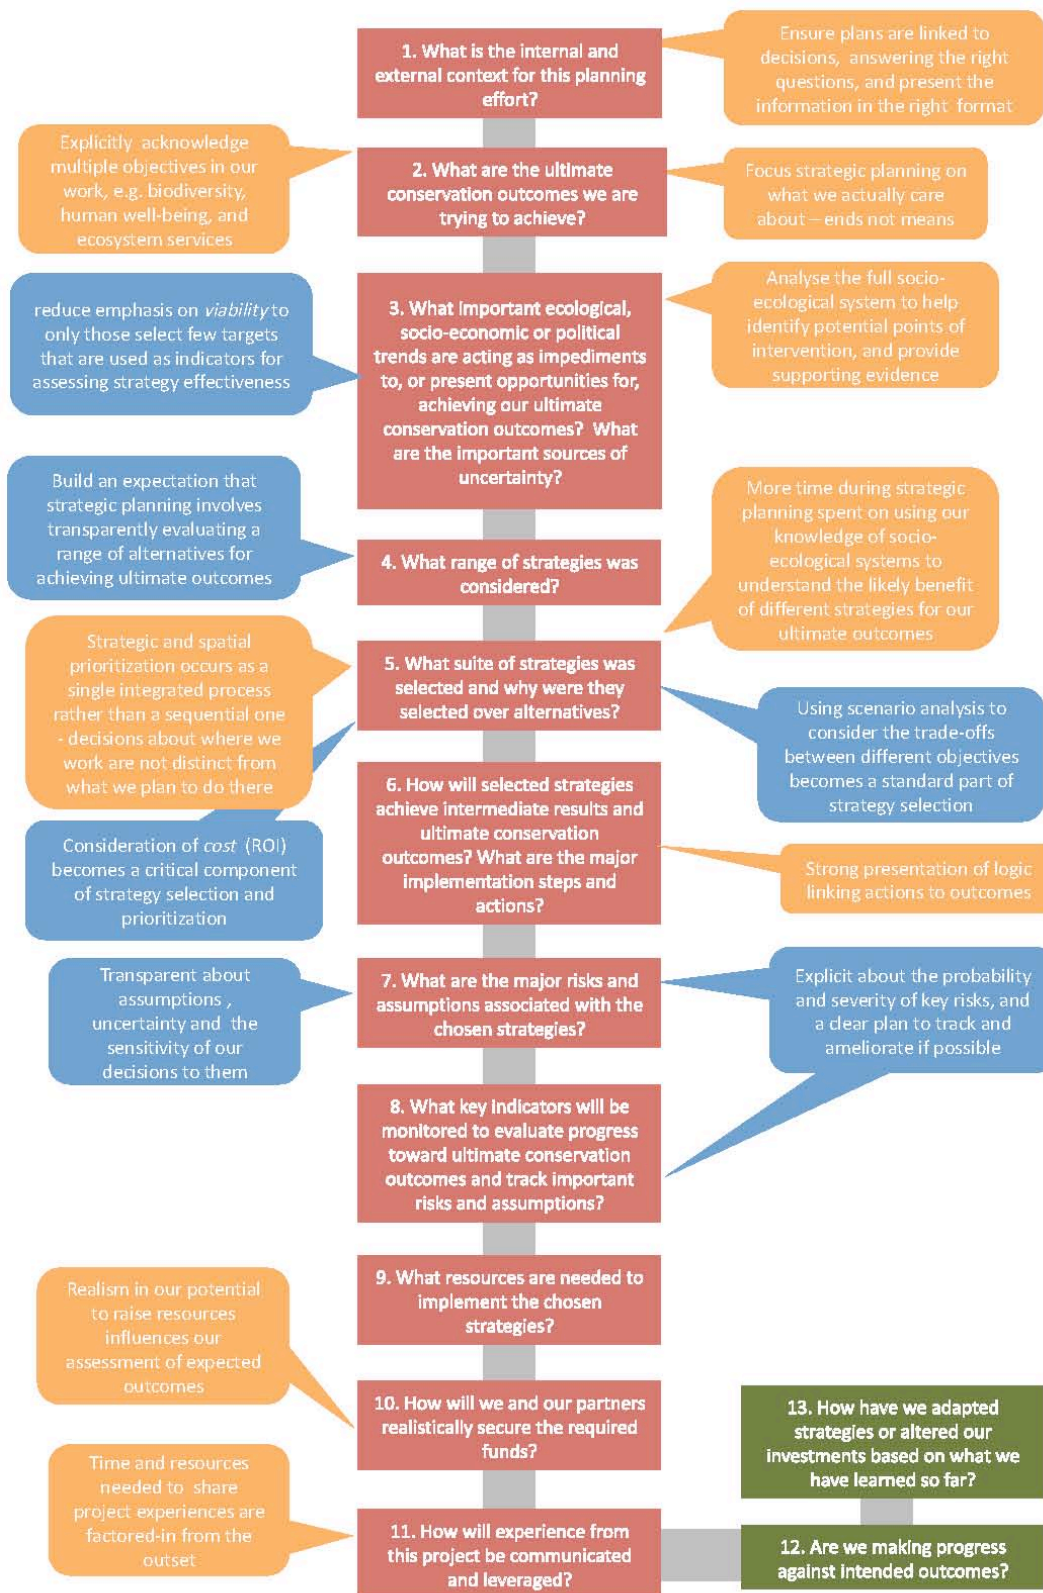 1. What is the internal and
external context for this planning
effort?
Ensure plans are linked to
decisions, answering the right
questions, and present the
information in the right format
Explicitly acknowledge
multiple objectives in our
work, e.g. biodiversity,
human well-being, and
ecosystem services
2. What are the ultimate
conservation outcomes we are
trying to achieve?
Focus strategic planning on
what we actually care
about – ends not means
reduce emphasis on viability to
only those select few targets
that are used as indicators for
assessing strategy effectiveness
3. What important ecological,
socio-economic or political
trends are acting as impediments
to, or present opportunities for,
achieving our ultimate
conservation outcomes? What
are the important sources of
uncertainty?
Analyse the full socio-
ecological system to help
identify potential points of
intervention, and provide
supporting evidence
Build an expectation that
strategic planning involves
transparently evaluating a
range of alternatives for
achieving ultimate outcomes
4. What range of strategies was
considered?
More time during strategic
planning spent on using our
knowledge of socio-
ecological systems to
understand the likely benefit
of different strategies for our
ultimate outcomes
Strategic and spatial
prioritization occurs as a
single integrated process
rather than a sequential one
- decisions about where we
work are not distinct from
what we plan to do there
5. What suite of strategies was
selected and why were they
selected over alternatives?
Using scenario analysis to
consider the trade-offs
between different objectives
becomes a standard part of
strategy selection
Consideration of cost (ROI)
becomes a critical component
of strategy selection and
prioritization
6. How will selected strategies
achieve intermediate results and
ultimate conservation
outcomes? What are the major
implementation steps and
actions?
Strong presentation of logic
linking actions to outcomes
Transparent about
assumptions ,
uncertainty and the
sensitivity of our
decisions to them
7. What are the major risks and
assumptions associated with the
chosen strategies?
Explicit about the probability
and severity of key risks, and
a clear plan to track and
ameliorate if possible
8. What key indicators will be
monitored to evaluate progress
toward ultimate conservation
outcomes and track important
risks and assumptions?
9. What resources are needed to
implement the chosen
strategies?
Realism in our potential
to raise resources
influences our
assessment of expected
outcomes
10. How will we and our partners
realistically secure the required
funds?
Time and resources
needed to share
project experiences are
factored-in from the
outset
11. How will experience from
this project be communicated
and leveraged?
13. How have we adapted
strategies or altered our
investments based on what we
have learned so far?
12. Are we making progress
against intended outcomes?